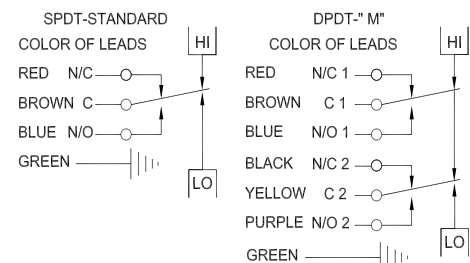 SPDT-STANDARD
COLOR OF LEADS
HI
RED N/C
BROWN C
BLUE N/O
GREEN
LO
DPDT-" M"
COLOR OF LEADS
HI
RED N/C 1
BROWN C 1
BLUE N/O 1
BLACK N/C 2
YELLOW C 2
PURPLE N/O 2
GREEN
LO